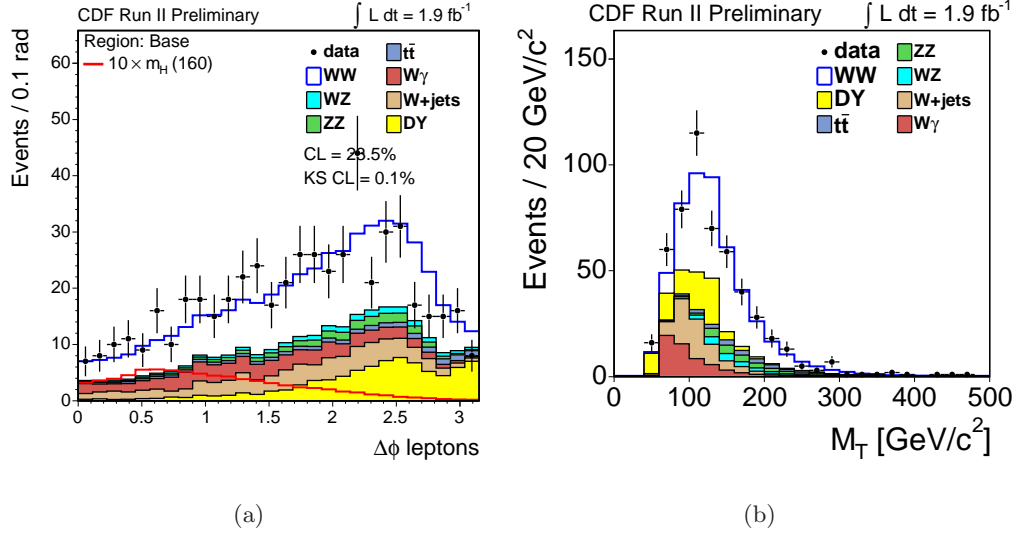 CDF Run II Preliminary ∫ L dt = 1.9 fb⁻¹
Region: Base
10 × m_H (160)
data
WW
WZ
ZZ
tt̄
Wγ
W+jets
DY
CL = 23.5%
KS CL = 0.1%
Events / 0.1 rad
0 10 20 30 40 50 60
0 0.5 1 1.5 2 2.5 3
Δϕ leptons
(a)
CDF Run II Preliminary ∫ L dt = 1.9 fb⁻¹
data
WW
DY
tt̄
ZZ
WZ
W+jets
Wγ
Events / 20 GeV/c²
0 50 100 150
0 100 200 300 400 500
M_T [GeV/c²]
(b)